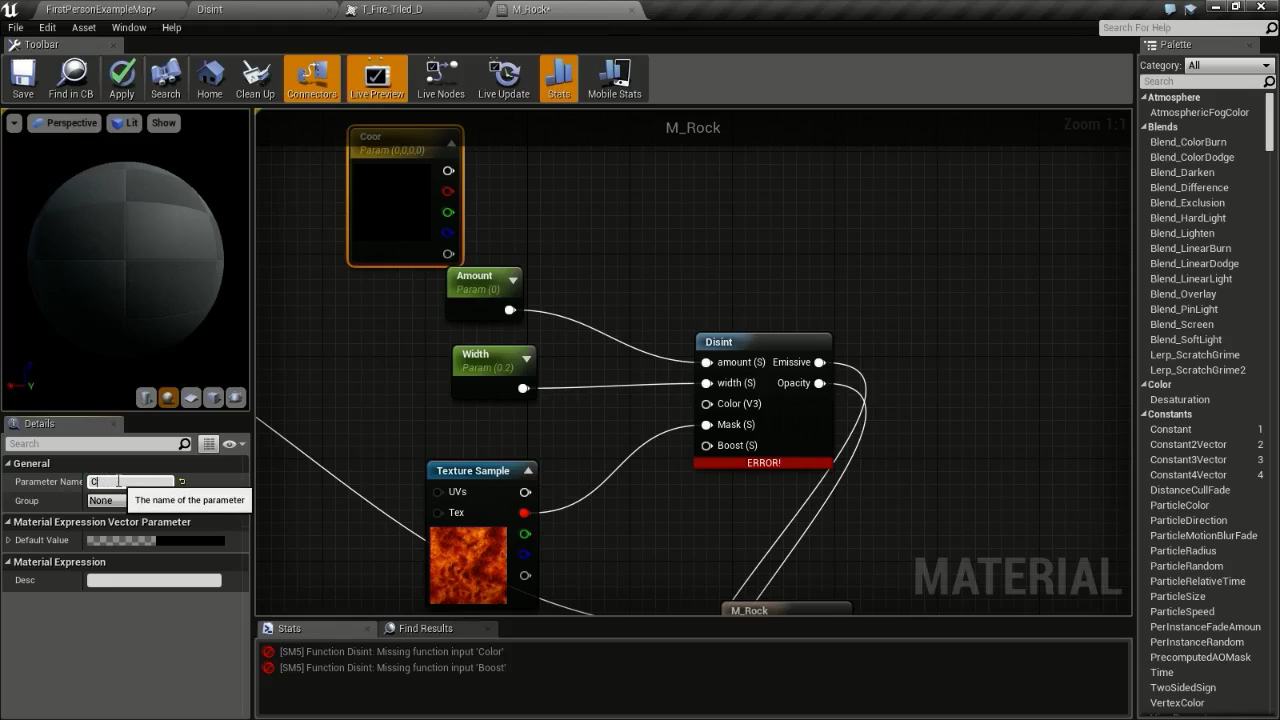 FirstPersonExampleMap*
Disint
T_Fire_Tiled_D
M_Rock*
File Edit Asset Window Help
Search For Help
Toolbar
Save
Find in CB
Apply
Search
Home
Clean Up
Connectors
Live Preview
Live Nodes
Live Update
Stats
Mobile Stats
Perspective
Lit
Show
Y
M_Rock
Zoom 1:1
Coor
Param (0,0,0,0)
Amount
Param (0)
Width
Param (0.2)
Texture Sample
UVs
Tex
Disint
amount (S) Emissive
width (S) Opacity
Color (V3)
Mask (S)
Boost (S)
ERROR!
M_Rock
MATERIAL
Details
Search
General
Parameter Name C
Group None
The name of the parameter
Material Expression Vector Parameter
Default Value
Material Expression
Desc
Stats
Find Results
[SM5] Function Disint: Missing function input 'Color'
[SM5] Function Disint: Missing function input 'Boost'
Palette
Category: All
Search
Atmosphere
AtmosphericFogColor
Blends
Blend_ColorBurn
Blend_ColorDodge
Blend_Darken
Blend_Difference
Blend_Exclusion
Blend_HardLight
Blend_Lighten
Blend_LinearBurn
Blend_LinearDodge
Blend_LinearLight
Blend_Overlay
Blend_PinLight
Blend_Screen
Blend_SoftLight
Lerp_ScratchGrime
Lerp_ScratchGrime2
Color
Desaturation
Constants
Constant 1
Constant2Vector 2
Constant3Vector 3
Constant4Vector 4
DistanceCullFade
ParticleColor
ParticleDirection
ParticleMotionBlurFade
ParticleRadius
ParticleRandom
ParticleRelativeTime
ParticleSize
ParticleSpeed
PerInstanceFadeAmoun
PerInstanceRandom
PrecomputedAOMask
Time
TwoSidedSign
VertexColor